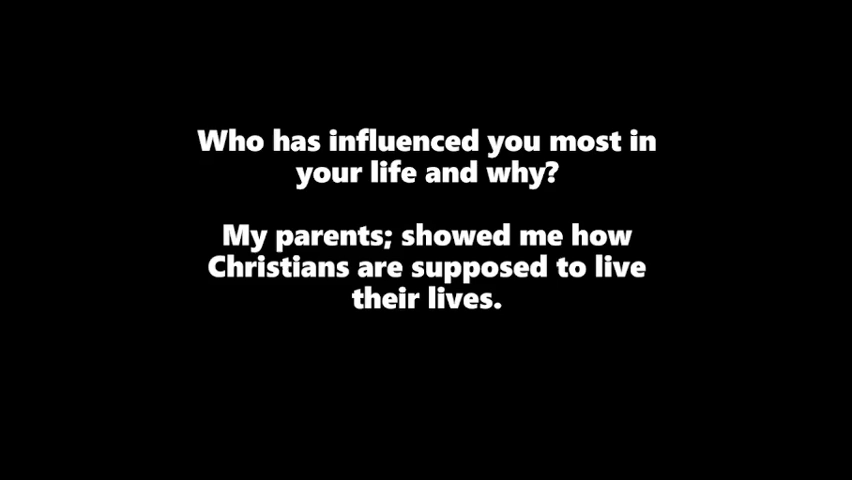 Who has influenced you most in
your life and why?
My parents; showed me how
Christians are supposed to live
their lives.